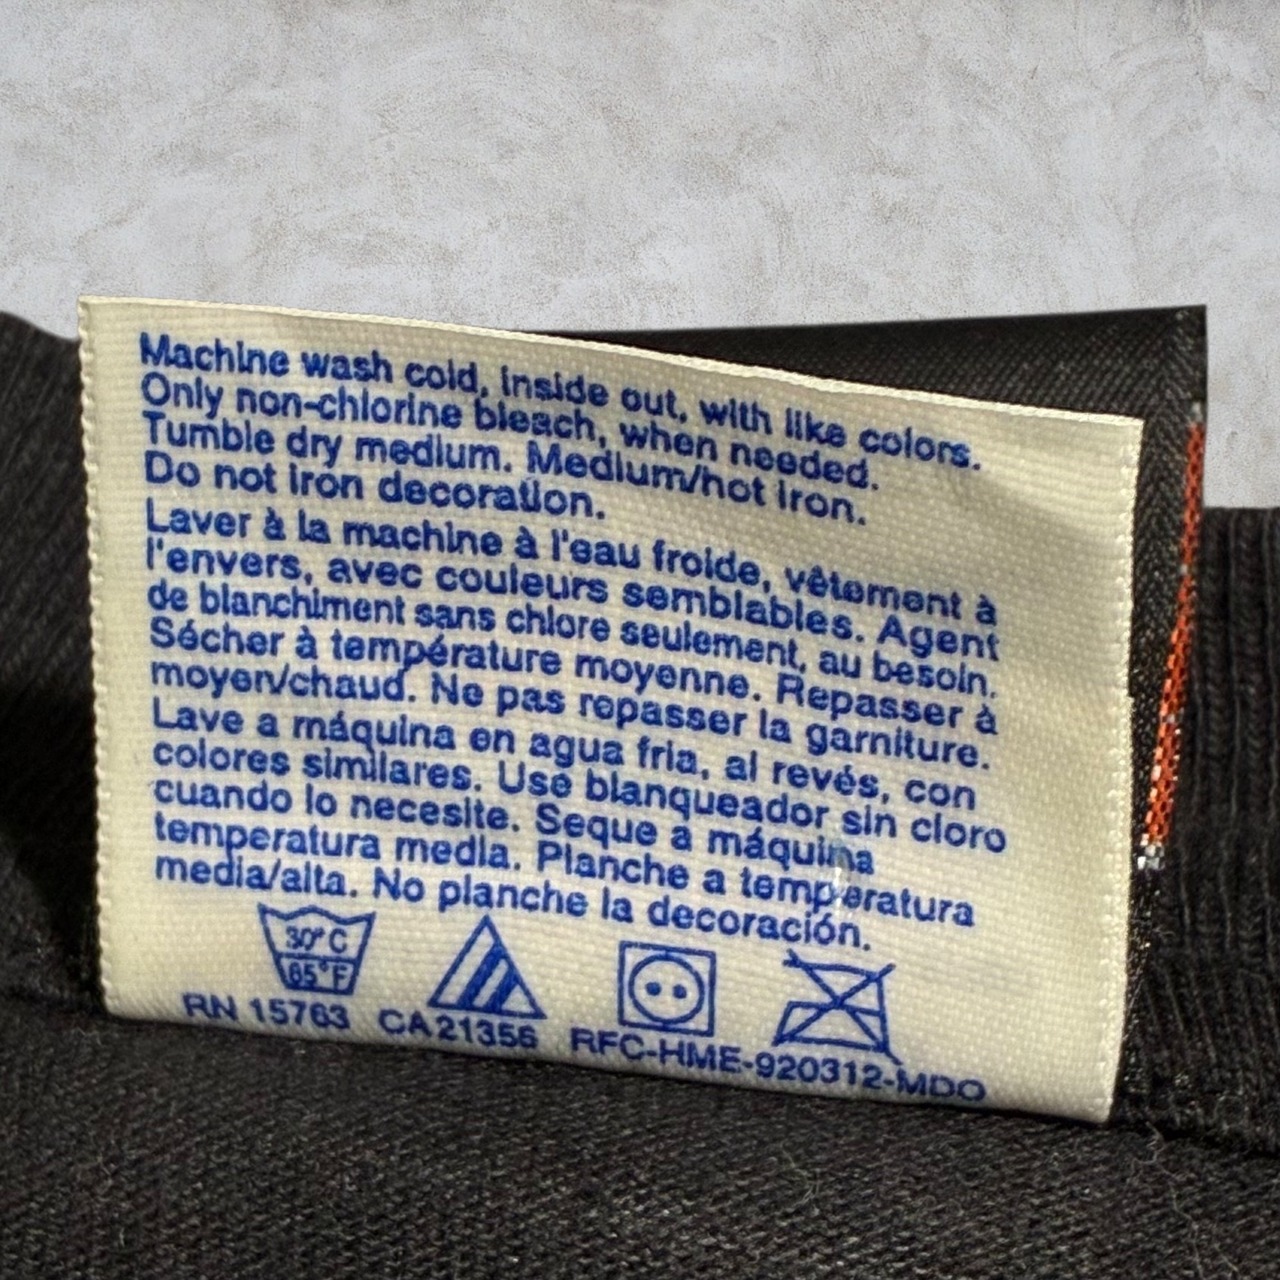 Machine wash cold, inside out, with like colors.
Only non-chlorine bleach, when needed.
Tumble dry medium. Medium/hot iron.
Do not iron decoration.
Laver à la machine à l'eau froide, vêtement à
l'envers, avec couleurs semblables. Agent
de blanchiment sans chlore seulement, au besoin.
Sécher à température moyenne. Repasser à
moyen/chaud. Ne pas repasser la garniture.
Lave a máquina en agua fria, al revés, con
colores similares. Use blanqueador sin cloro
cuando lo necesite. Seque a máquina
temperatura media. Planche a temperatura
media/alta. No planche la decoración.
30°C
85°F
RN 15763 CA21356 RFC-HME-920312-MDO